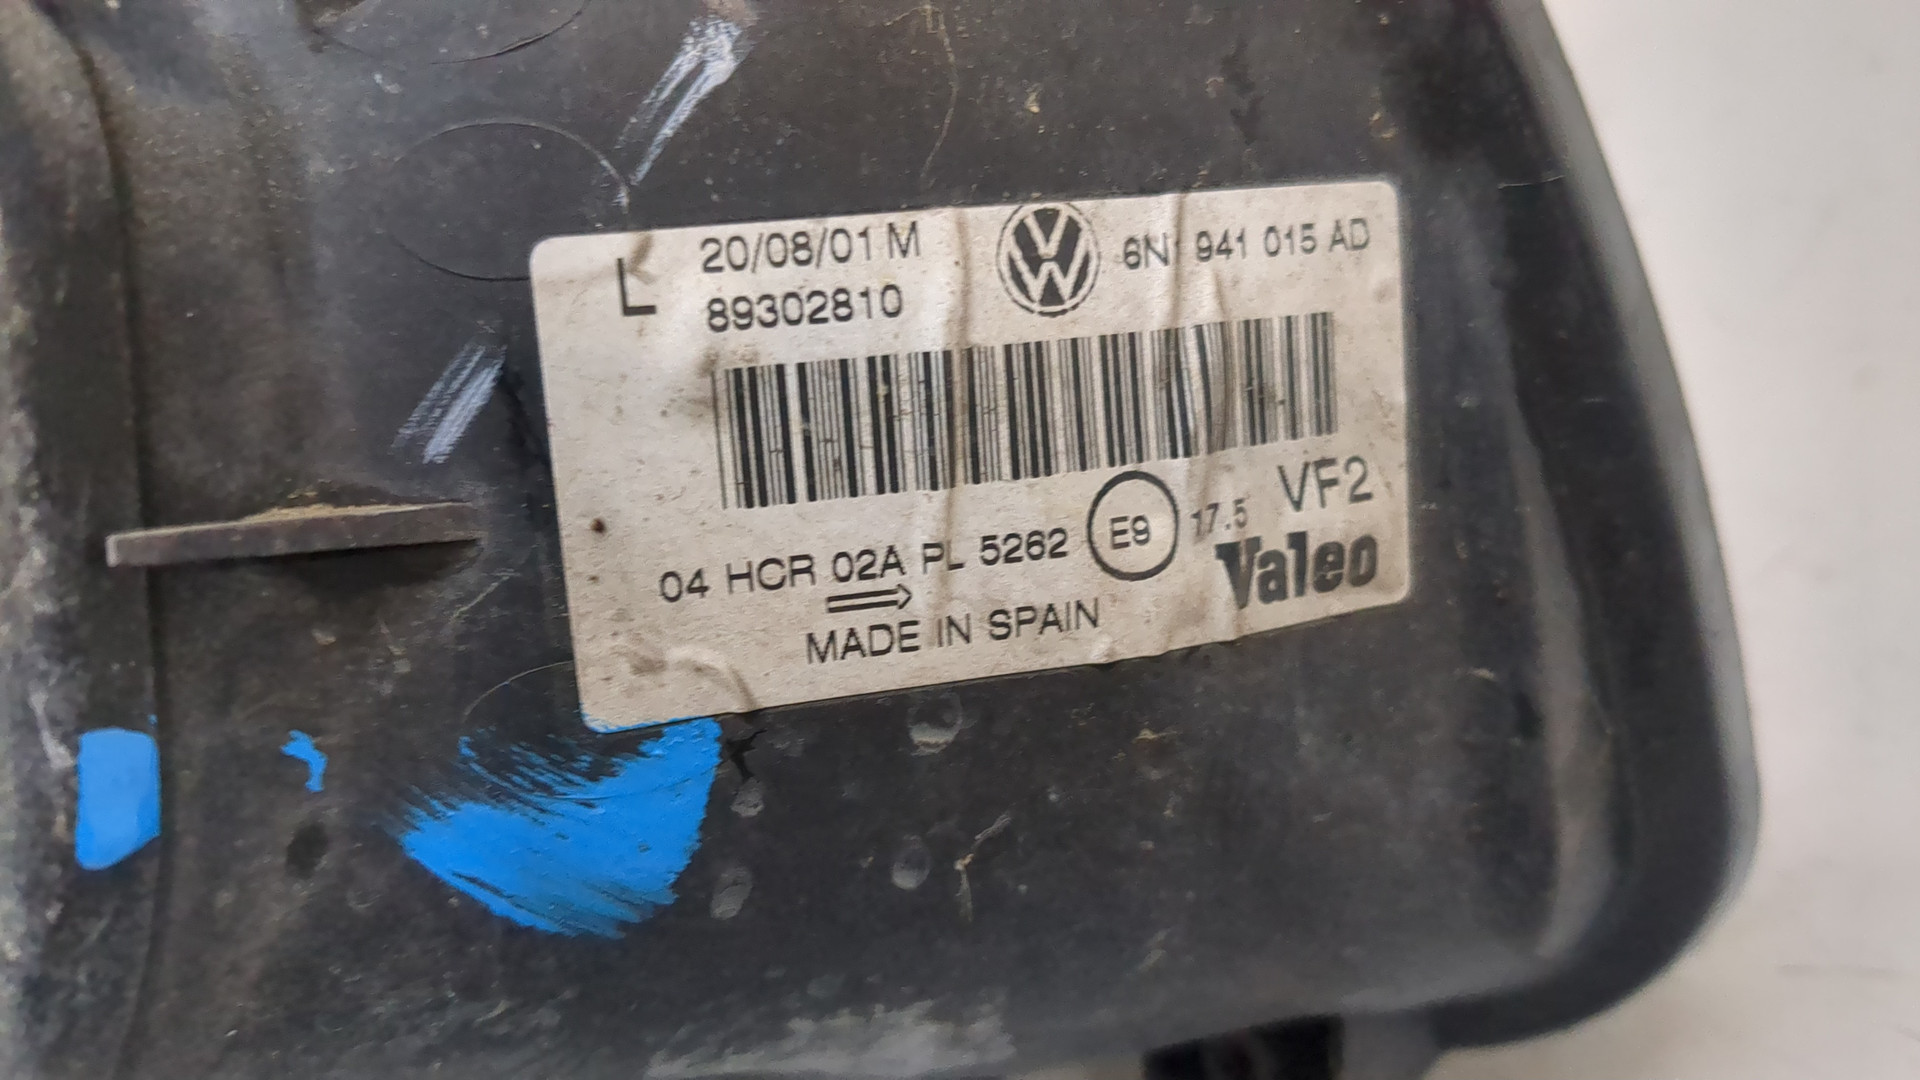 L 20/08/01 M 6N1 941 015 AD
89302810
04 HCR 02A PL 5262 E9 17.5 VF2
Valeo
MADE IN SPAIN